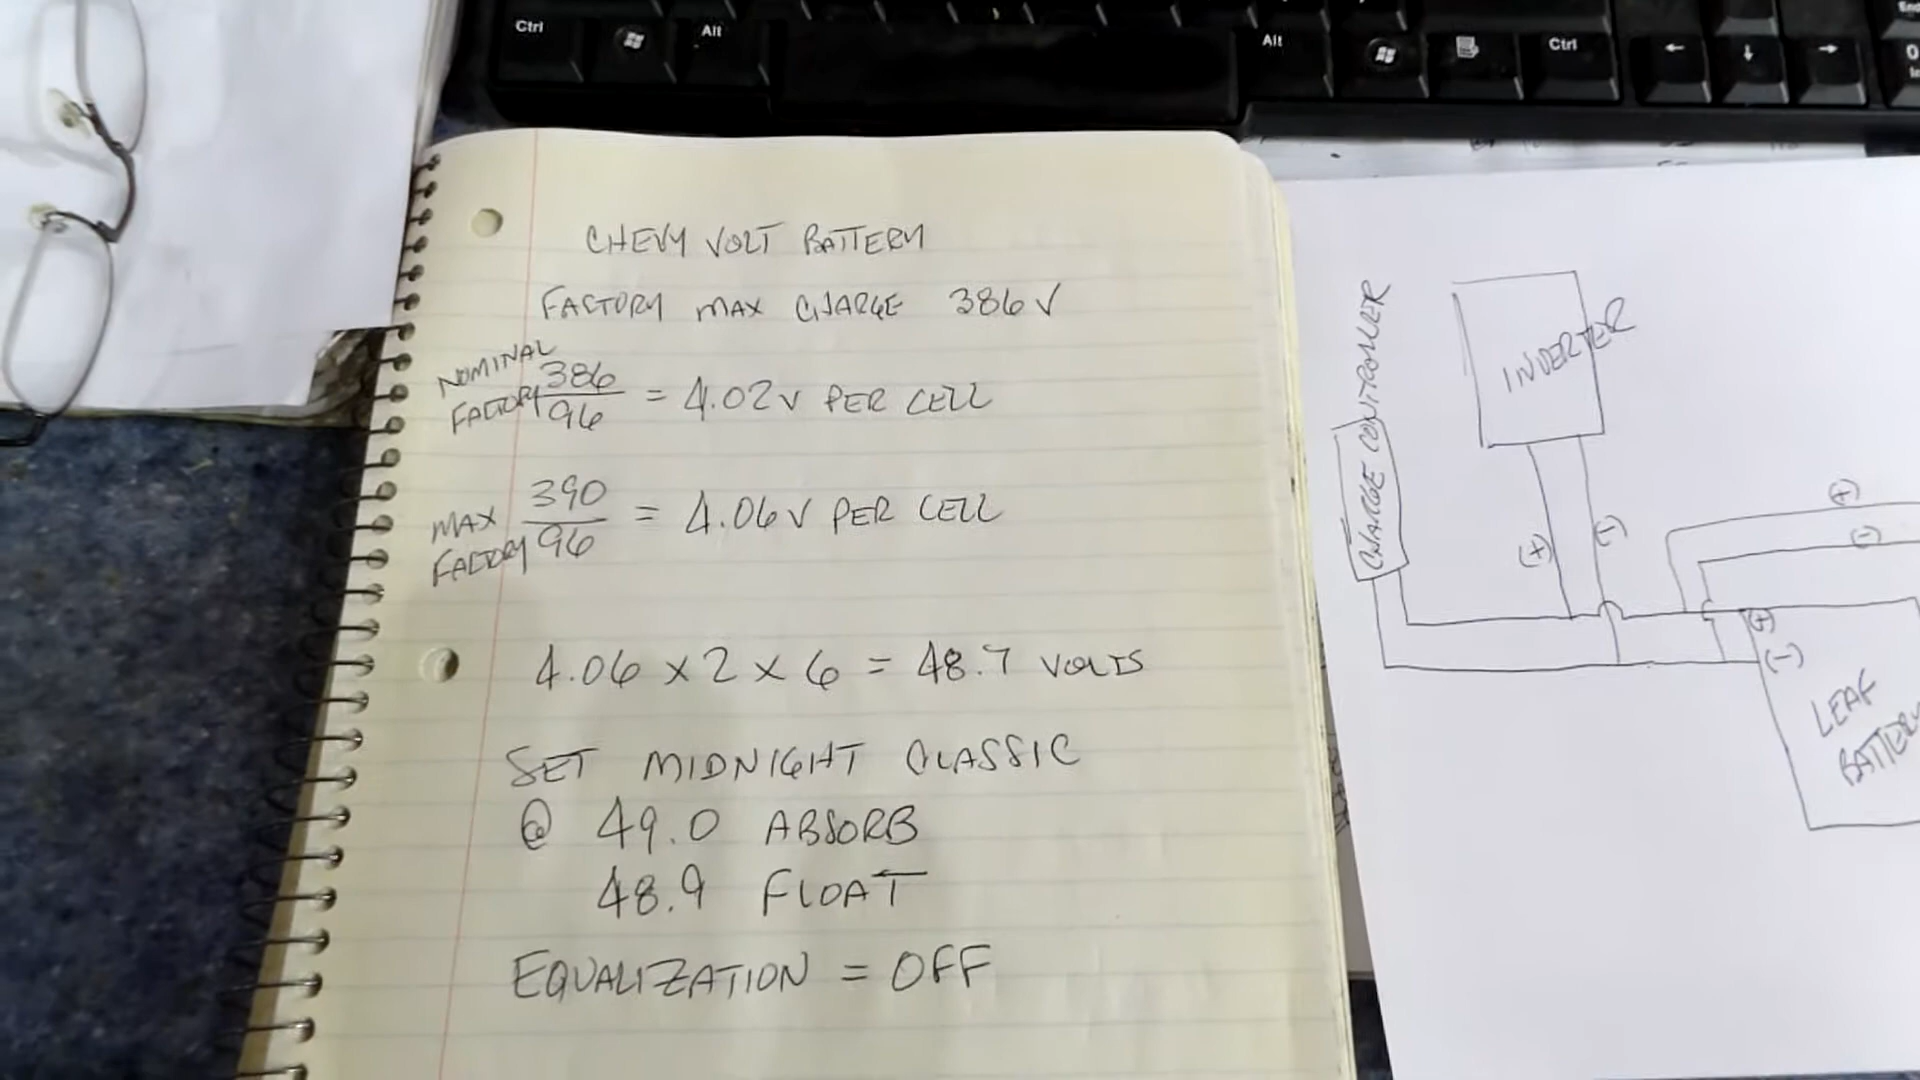 Ctrl
Alt
Alt
Ctrl
CHEVY VOLT BATTERY
FACTORY MAX CHARGE 386 V
NOMINAL
FACTORY 386/96 = 4.02V PER CELL
MAX
FACTORY 390/96 = 4.06V PER CELL
4.06 x 2 x 6 = 48.7 VOLTS
SET MIDNIGHT CLASSIC
@ 49.0 ABSORB
48.9 FLOAT
EQUALIZATION = OFF
CHARGE CONTROLLER
INVERTER
(+)
(-)
(+)
(-)
(+)
(-)
LEAF
BATTERY